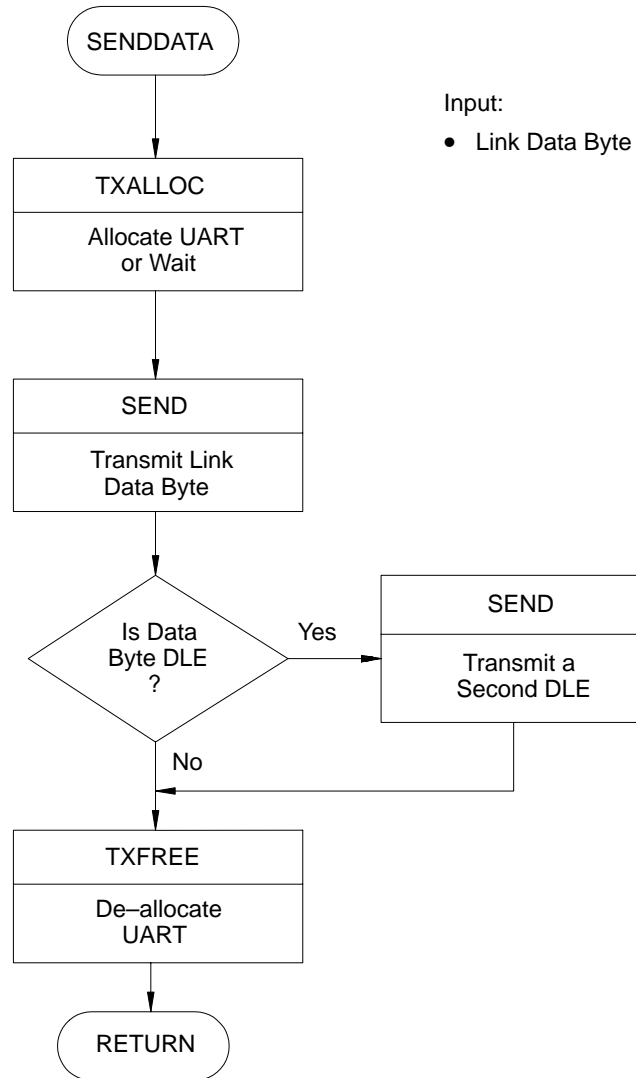 SENDDATA
Input:
• Link Data Byte
TXALLOC
Allocate UART
or Wait
SEND
Transmit Link
Data Byte
Is Data
Byte DLE
?
Yes
SEND
Transmit a
Second DLE
No
TXFREE
De–allocate
UART
RETURN